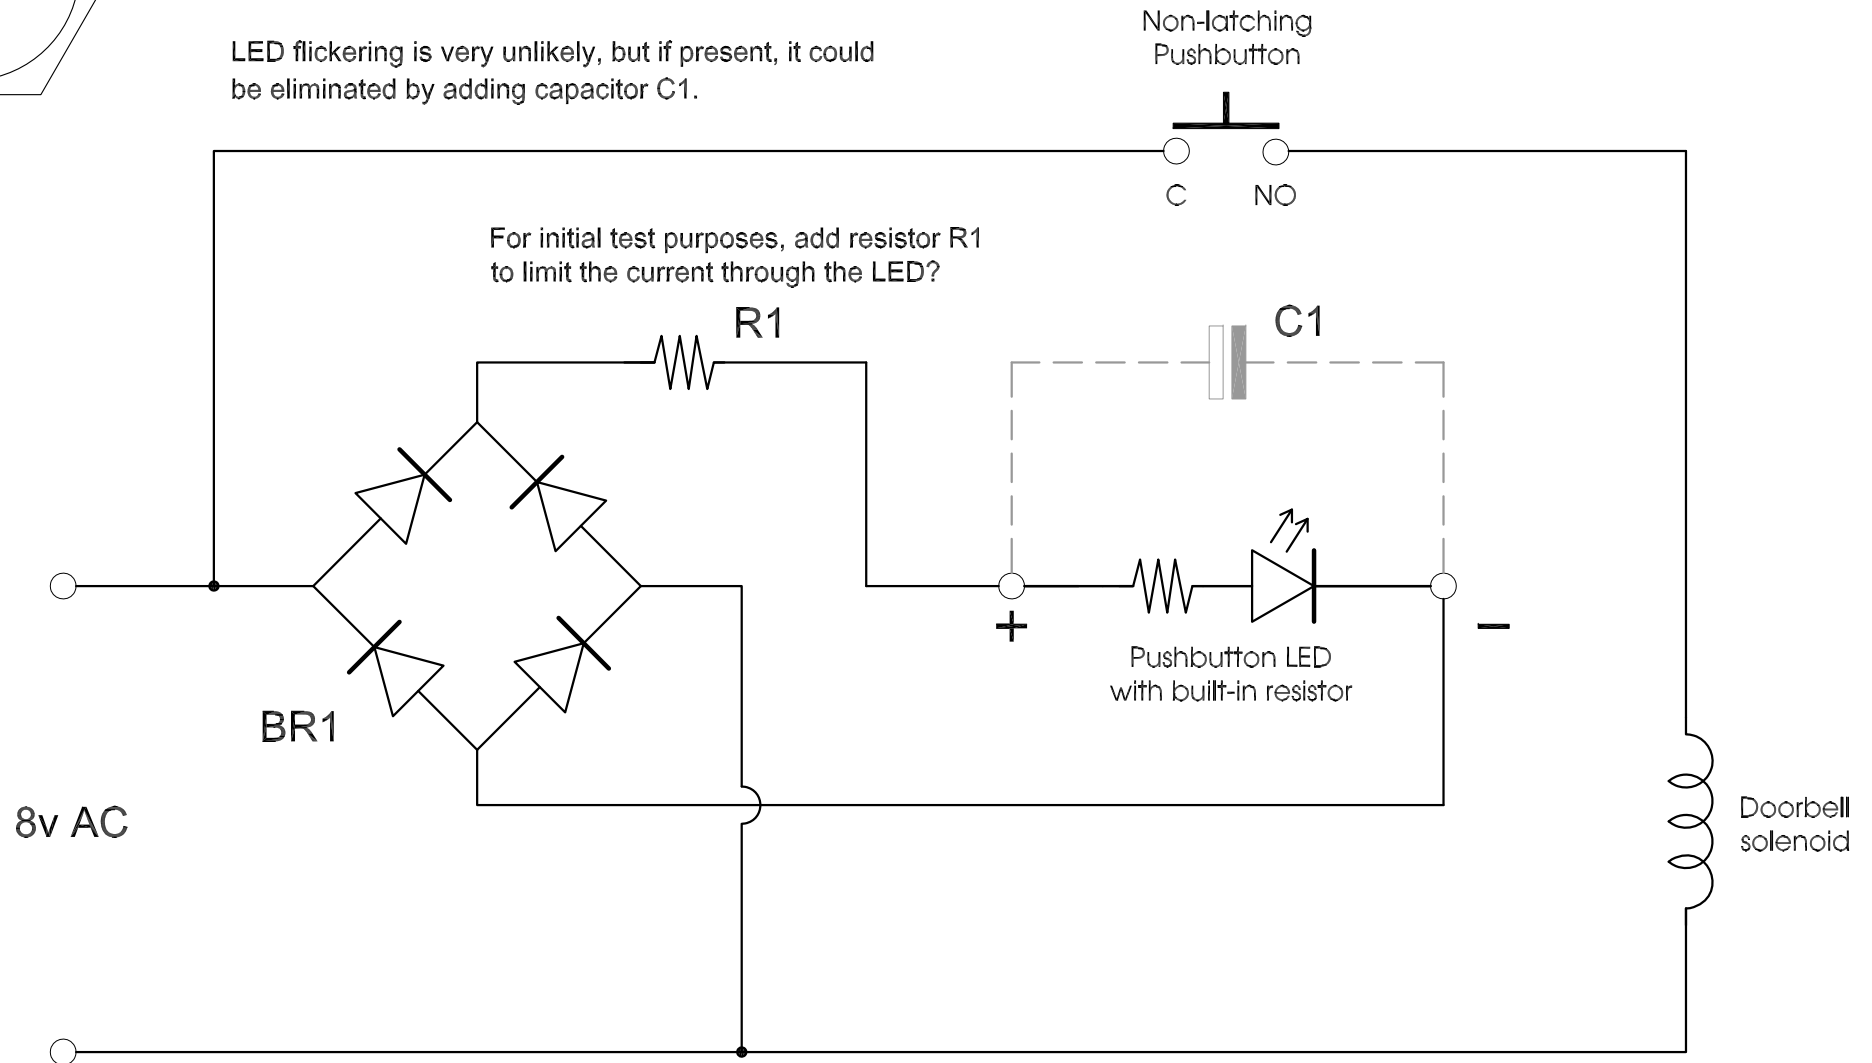 Non-latching
Pushbutton
LED flickering is very unlikely, but if present, it could
be eliminated by adding capacitor C1.
C
NO
For initial test purposes, add resistor R1
to limit the current through the LED?
R1
C1
+
−
Pushbutton LED
with built-in resistor
BR1
8v AC
Doorbell
solenoid